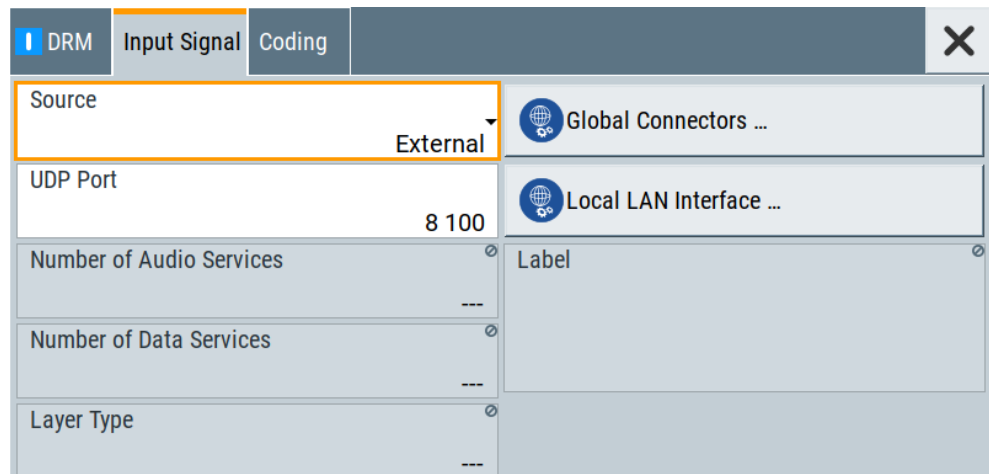 DRM
Input Signal
Coding
Source
External
Global Connectors ...
UDP Port
8 100
Local LAN Interface ...
Number of Audio Services
---
Label
Number of Data Services
---
Layer Type
---